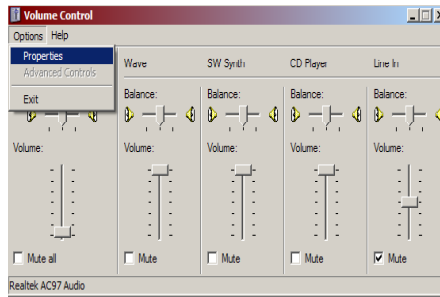 Volume Control
Options Help
Properties
Advanced Controls
Exit
Wave
SW Synth
CD Player
Line In
Balance:
Balance:
Balance:
Balance:
Volume:
Volume:
Volume:
Volume:
Volume:
Mute all
Mute
Mute
Mute
Mute
Realtek AC97 Audio